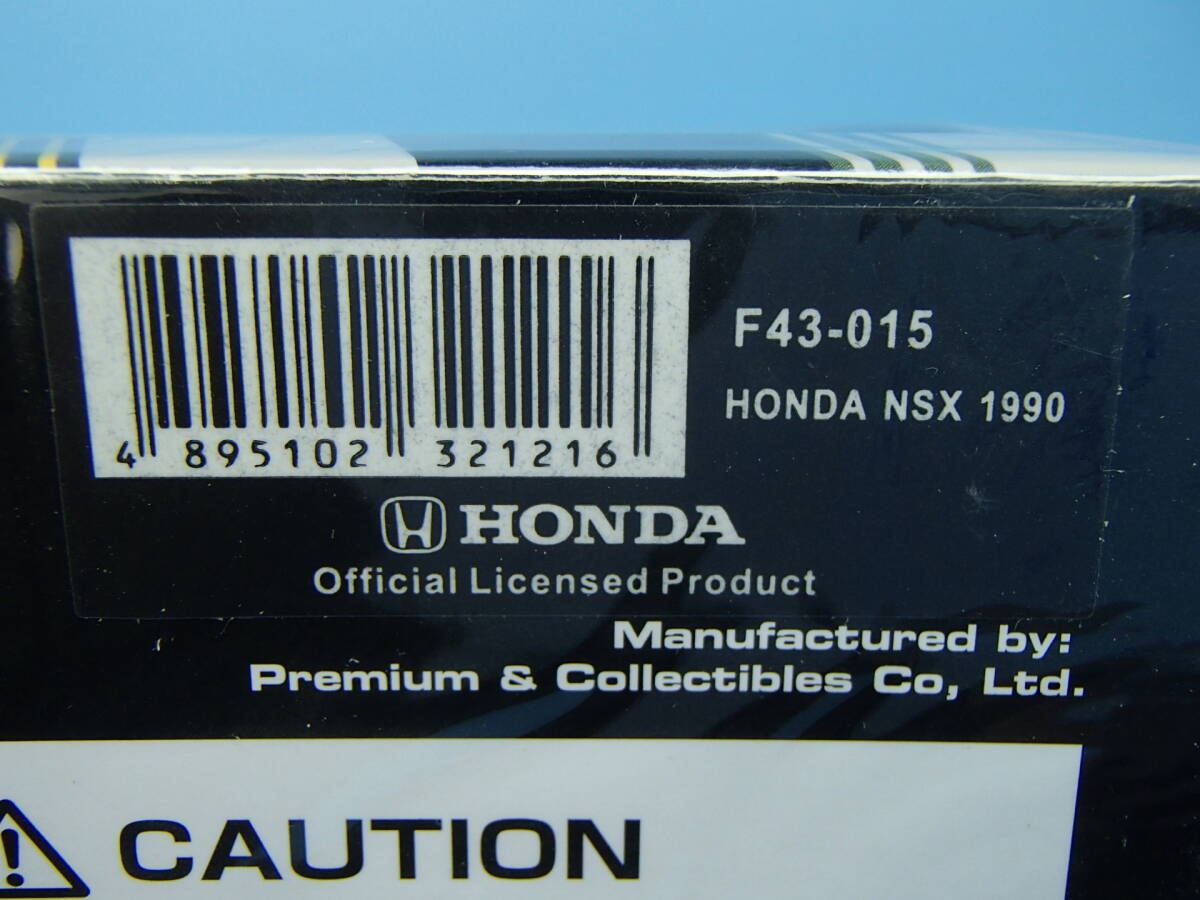 4 895102 321216
F43-015
HONDA NSX 1990
HONDA
Official Licensed Product
Manufactured by:
Premium & Collectibles Co, Ltd.
CAUTION